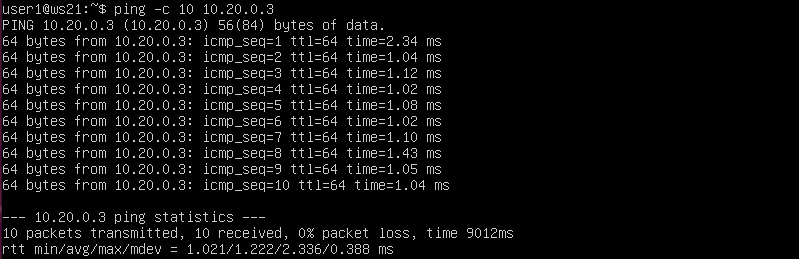 user1@ws21:~$ ping -c 10 10.20.0.3
PING 10.20.0.3 (10.20.0.3) 56(84) bytes of data.
64 bytes from 10.20.0.3: icmp_seq=1 ttl=64 time=2.34 ms
64 bytes from 10.20.0.3: icmp_seq=2 ttl=64 time=1.04 ms
64 bytes from 10.20.0.3: icmp_seq=3 ttl=64 time=1.12 ms
64 bytes from 10.20.0.3: icmp_seq=4 ttl=64 time=1.02 ms
64 bytes from 10.20.0.3: icmp_seq=5 ttl=64 time=1.08 ms
64 bytes from 10.20.0.3: icmp_seq=6 ttl=64 time=1.02 ms
64 bytes from 10.20.0.3: icmp_seq=7 ttl=64 time=1.10 ms
64 bytes from 10.20.0.3: icmp_seq=8 ttl=64 time=1.43 ms
64 bytes from 10.20.0.3: icmp_seq=9 ttl=64 time=1.05 ms
64 bytes from 10.20.0.3: icmp_seq=10 ttl=64 time=1.04 ms
--- 10.20.0.3 ping statistics ---
10 packets transmitted, 10 received, 0% packet loss, time 9012ms
rtt min/avg/max/mdev = 1.021/1.222/2.336/0.388 ms